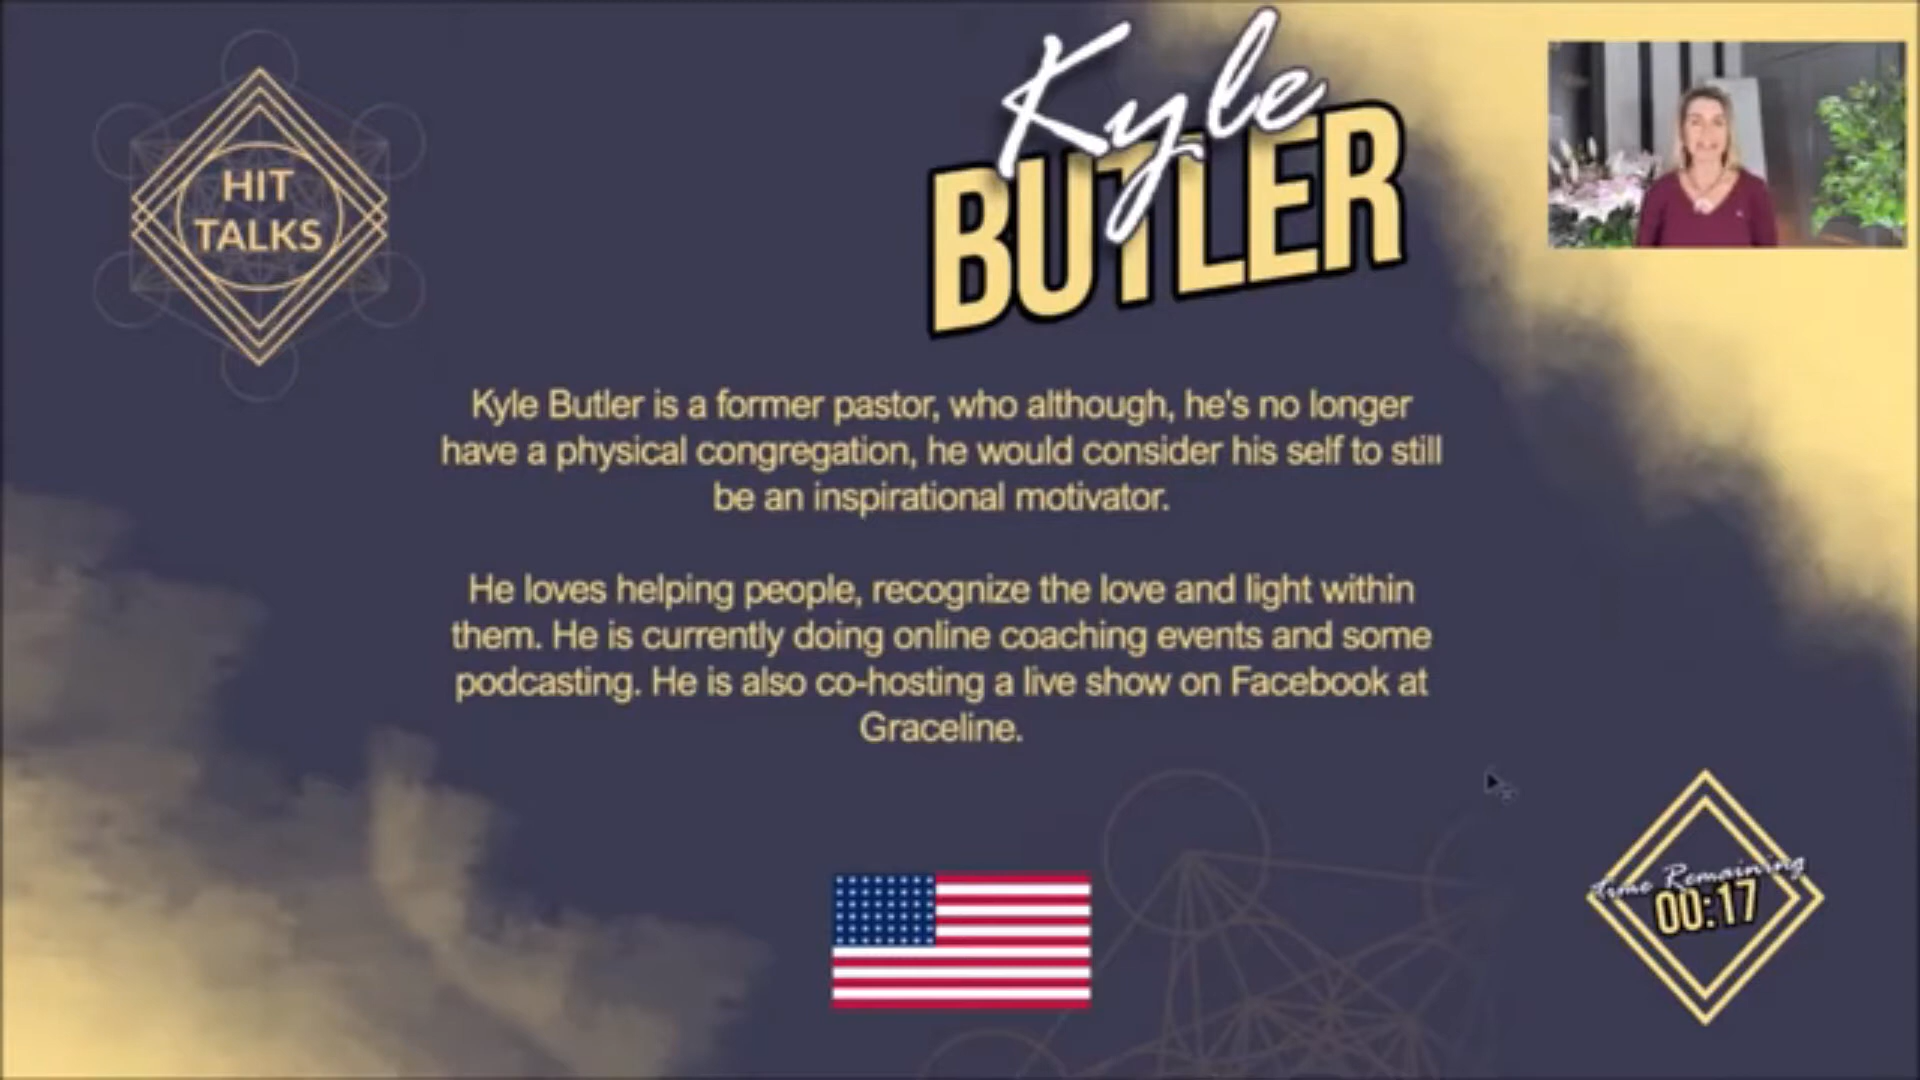 HIT
TALKS
Kyle
BUTLER
Kyle Butler is a former pastor, who although, he's no longer
have a physical congregation, he would consider his self to still
be an inspirational motivator.
He loves helping people, recognize the love and light within
them. He is currently doing online coaching events and some
podcasting. He is also co-hosting a live show on Facebook at
Graceline.
Time Remaining
00:17